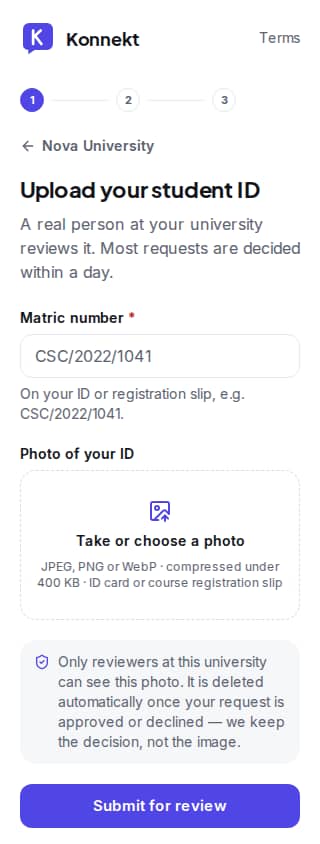 Konnekt
Terms
1
2
3
Nova University
Upload your student ID
A real person at your university
reviews it. Most requests are decided
within a day.
Matric number *
CSC/2022/1041
On your ID or registration slip, e.g.
CSC/2022/1041.
Photo of your ID
Take or choose a photo
JPEG, PNG or WebP · compressed under
400 KB · ID card or course registration slip
Only reviewers at this university
can see this photo. It is deleted
automatically once your request is
approved or declined — we keep
the decision, not the image.
Submit for review